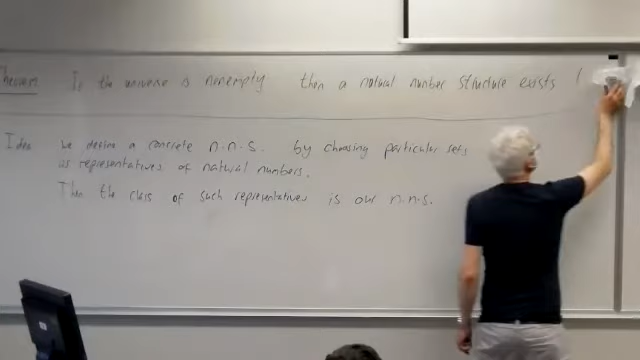 Theorem If the universe is nonempty then a natural number structure exists (
Idea We define a concrete n.n.s. by choosing particular sets
as representatives of natural numbers.
Then the class of such representatives is our n.n.s.